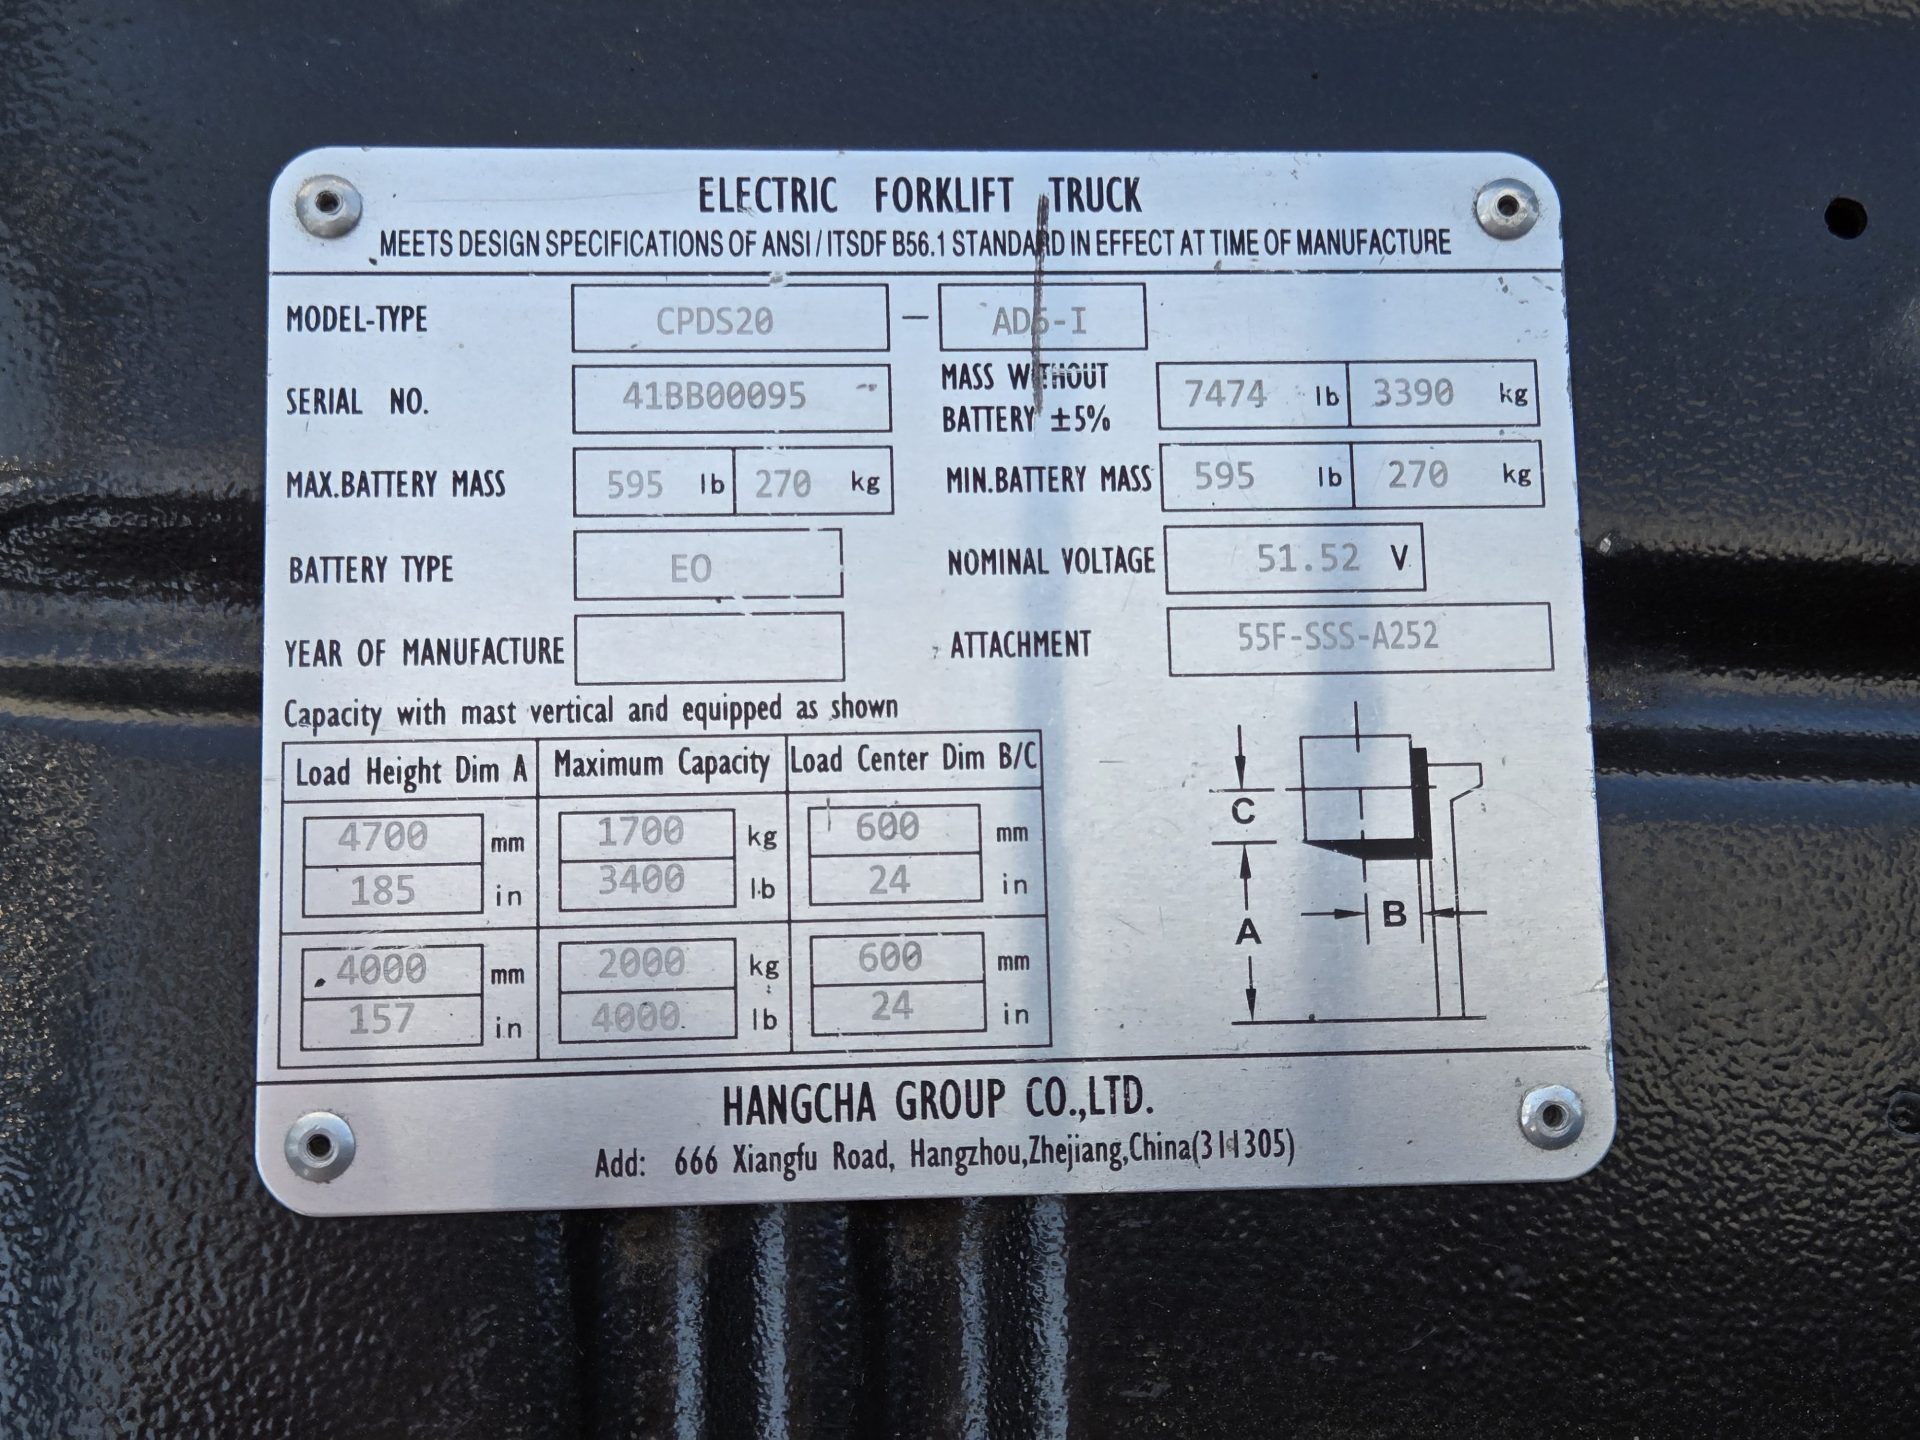 ELECTRIC FORKLIFT TRUCK
MEETS DESIGN SPECIFICATIONS OF ANSI / ITSDF B56.1 STANDARD IN EFFECT AT TIME OF MANUFACTURE
MODEL-TYPE CPDS20 — AD6-I
SERIAL NO. 41BB00095 MASS WITHOUT BATTERY ±5% 7474 lb 3390 kg
MAX.BATTERY MASS 595 lb 270 kg MIN.BATTERY MASS 595 lb 270 kg
BATTERY TYPE EO NOMINAL VOLTAGE 51.52 V
YEAR OF MANUFACTURE ATTACHMENT 55F-SSS-A252
Capacity with mast vertical and equipped as shown
Load Height Dim A Maximum Capacity Load Center Dim B/C
4700 mm 1700 kg 600 mm
185 in 3400 lb 24 in
4000 mm 2000 kg 600 mm
157 in 4000 lb 24 in
C
A
B
HANGCHA GROUP CO.,LTD.
Add: 666 Xiangfu Road, Hangzhou,Zhejiang,China(311305)